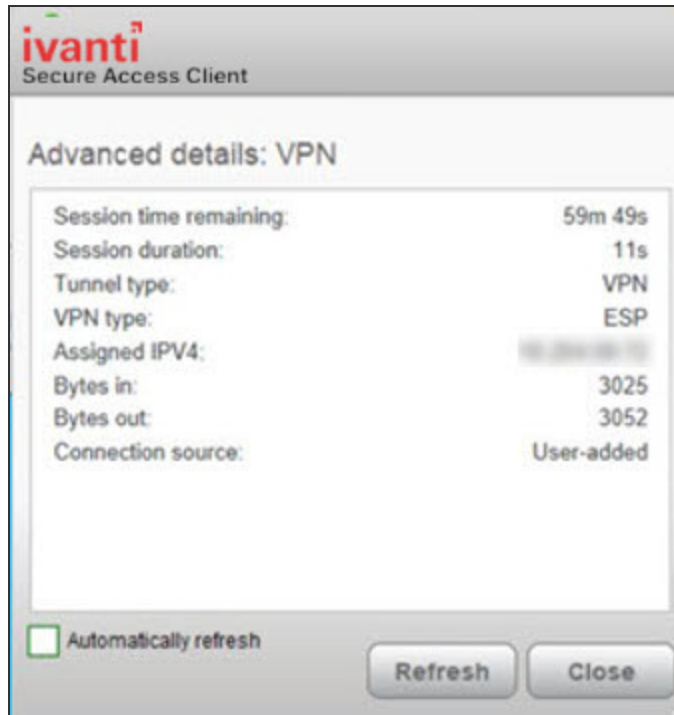 ivanti
Secure Access Client
Advanced details: VPN
Session time remaining: 59m 49s
Session duration: 11s
Tunnel type: VPN
VPN type: ESP
Assigned IPV4:
Bytes in: 3025
Bytes out: 3052
Connection source: User-added
Automatically refresh
Refresh Close